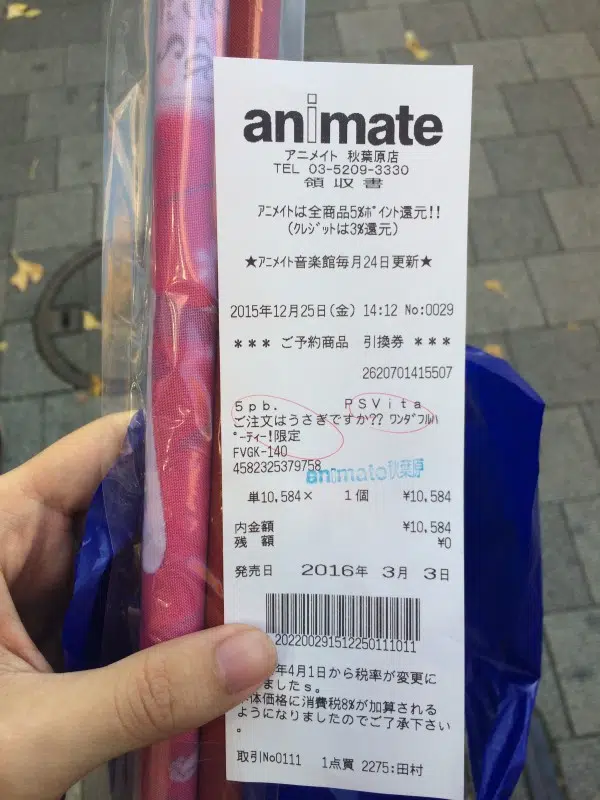 animate
アニメイト 秋葉原店
TEL 03-5209-3330
領収書
アニメイトは全商品5%ポイント還元!!
(クレジットは3%還元)
★アニメイト音楽館毎月24日更新★
2015年12月25日(金) 14:12 No:0029
*** ご予約商品 引換券 ***
2620701415507
5pb. PSVita
ご注文はうさぎですか?? ワンダフルパ
ーティー!限定
FVGK-140
4582325379758
animate秋葉原
単10,584× 1個 ¥10,584
内金額 ¥10,584
残 額 ¥0
発売日 2016年 3月 3日
202200291512250111011
年4月1日から税率が変更に
ましたs。
体価格に消費税8%が加算される
ようになりましたのでご了承下さい
。
取引No0111 1点買 2275:田村